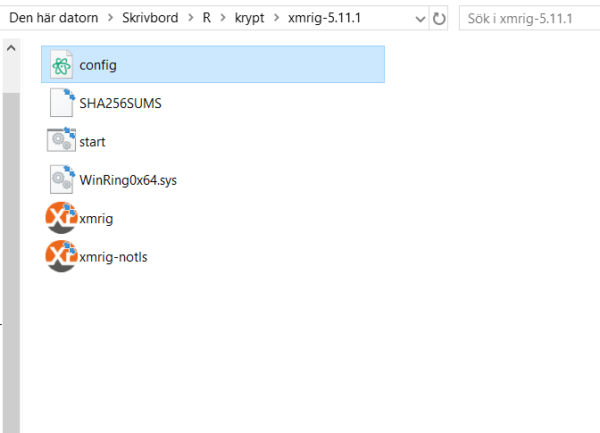 Den här datorn > Skrivbord > R > krypt > xmrig-5.11.1
Sök i xmrig-5.11.1
config
SHA256SUMS
start
WinRing0x64.sys
xmrig
xmrig-notls